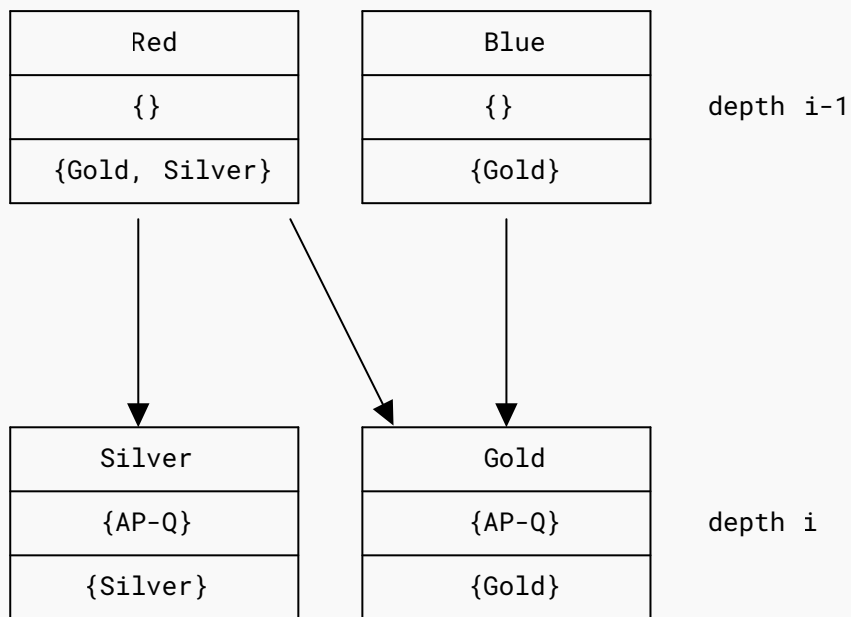 Red
{}
{Gold, Silver}
Blue
{}
{Gold}
depth i-1
Silver
{AP-Q}
{Silver}
Gold
{AP-Q}
{Gold}
depth i